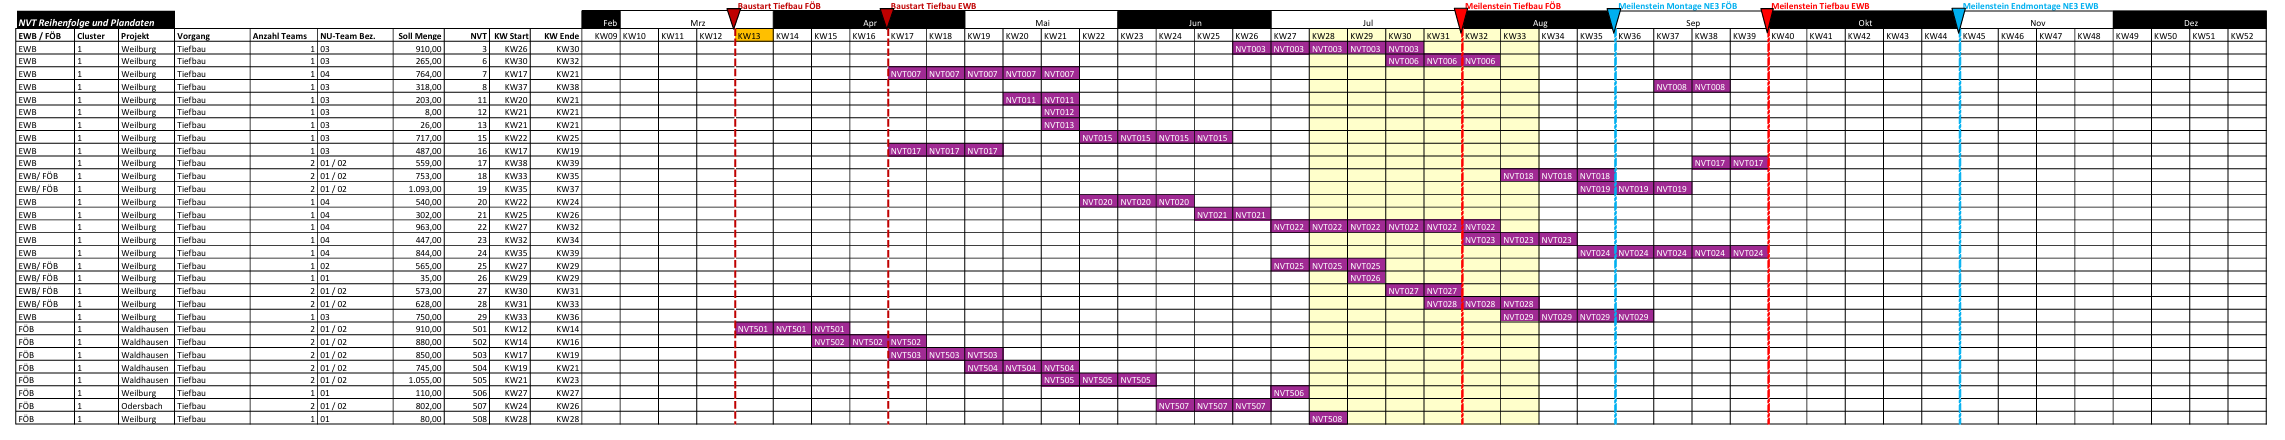 Baustart Tiefbau FÖB Baustart Tiefbau EWB Meilenstein Tiefbau FÖB Meilenstein Montage NE3 FÖB Meilenstein Tiefbau EWB Meilenstein Endmontage NE3 EWB
NVT Reihenfolge und Plandaten Feb Mrz Apr Mai Jun Jul Aug Sep Okt Nov Dez
EWB / FÖB Cluster Projekt Vorgang Anzahl Teams NU-Team Bez. Soll Menge NVT KW Start KW Ende KW09 KW10 KW11 KW12 KW13 KW14 KW15 KW16 KW17 KW18 KW19 KW20 KW21 KW22 KW23 KW24 KW25 KW26 KW27 KW28 KW29 KW30 KW31 KW32 KW33 KW34 KW35 KW36 KW37 KW38 KW39 KW40 KW41 KW42 KW43 KW44 KW45 KW46 KW47 KW48 KW49 KW50 KW51 KW52
EWB 1 Weilburg Tiefbau 1 03 910,00 3 KW26 KW30 NVT003 NVT003 NVT003 NVT003 NVT003
EWB 1 Weilburg Tiefbau 1 03 265,00 6 KW30 KW32 NVT006 NVT006 NVT006
EWB 1 Weilburg Tiefbau 1 04 764,00 7 KW17 KW21 NVT007 NVT007 NVT007 NVT007 NVT007
EWB 1 Weilburg Tiefbau 1 03 318,00 8 KW37 KW38 NVT008 NVT008
EWB 1 Weilburg Tiefbau 1 03 203,00 11 KW20 KW21 NVT011 NVT011
EWB 1 Weilburg Tiefbau 1 03 8,00 12 KW21 KW21 NVT012
EWB 1 Weilburg Tiefbau 1 03 26,00 13 KW21 KW21 NVT013
EWB 1 Weilburg Tiefbau 1 03 717,00 15 KW22 KW25 NVT015 NVT015 NVT015 NVT015
EWB 1 Weilburg Tiefbau 1 03 487,00 16 KW17 KW19 NVT017 NVT017 NVT017
EWB 1 Weilburg Tiefbau 2 01 / 02 559,00 17 KW38 KW39 NVT017 NVT017
EWB/ FÖB 1 Weilburg Tiefbau 2 01 / 02 753,00 18 KW33 KW35 NVT018 NVT018 NVT018
EWB/ FÖB 1 Weilburg Tiefbau 2 01 / 02 1.093,00 19 KW35 KW37 NVT019 NVT019 NVT019
EWB 1 Weilburg Tiefbau 1 04 540,00 20 KW22 KW24 NVT020 NVT020 NVT020
EWB 1 Weilburg Tiefbau 1 04 302,00 21 KW25 KW26 NVT021 NVT021
EWB 1 Weilburg Tiefbau 1 04 963,00 22 KW27 KW32 NVT022 NVT022 NVT022 NVT022 NVT022 NVT022
EWB 1 Weilburg Tiefbau 1 04 447,00 23 KW32 KW34 NVT023 NVT023 NVT023
EWB 1 Weilburg Tiefbau 1 04 844,00 24 KW35 KW39 NVT024 NVT024 NVT024 NVT024 NVT024
EWB/ FÖB 1 Weilburg Tiefbau 1 02 565,00 25 KW27 KW29 NVT025 NVT025 NVT025
EWB/ FÖB 1 Weilburg Tiefbau 1 01 35,00 26 KW29 KW29 NVT026
EWB/ FÖB 1 Weilburg Tiefbau 2 01 / 02 573,00 27 KW30 KW31 NVT027 NVT027
EWB/ FÖB 1 Weilburg Tiefbau 2 01 / 02 628,00 28 KW31 KW33 NVT028 NVT028 NVT028
EWB 1 Weilburg Tiefbau 1 03 750,00 29 KW33 KW36 NVT029 NVT029 NVT029 NVT029
FÖB 1 Waldhausen Tiefbau 2 01 / 02 910,00 501 KW12 KW14 NVT501 NVT501 NVT501
FÖB 1 Waldhausen Tiefbau 2 01 / 02 880,00 502 KW14 KW16 NVT502 NVT502 NVT502
FÖB 1 Waldhausen Tiefbau 2 01 / 02 850,00 503 KW17 KW19 NVT503 NVT503 NVT503
FÖB 1 Waldhausen Tiefbau 2 01 / 02 745,00 504 KW19 KW21 NVT504 NVT504 NVT504
FÖB 1 Waldhausen Tiefbau 2 01 / 02 1.055,00 505 KW21 KW23 NVT505 NVT505 NVT505
FÖB 1 Weilburg Tiefbau 1 01 110,00 506 KW27 KW27 NVT506
FÖB 1 Odersbach Tiefbau 2 01 / 02 802,00 507 KW24 KW26 NVT507 NVT507 NVT507
FÖB 1 Weilburg Tiefbau 1 01 80,00 508 KW28 KW28 NVT508